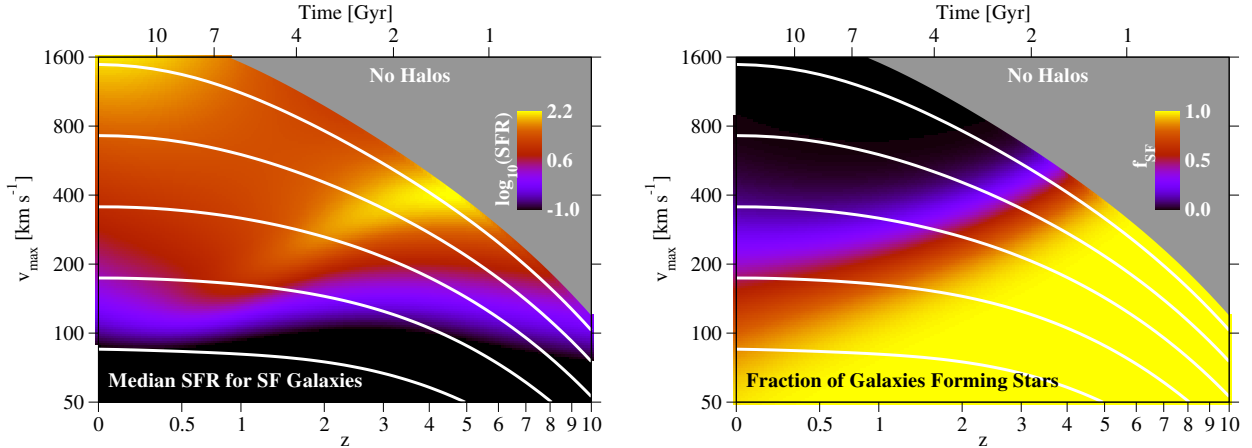 Time [Gyr]
10 7 4 2 1
1600
800
400
200
100
50
v_max [km s^-1]
No Halos
2.2
0.6
-1.0
log_10(SFR)
Median SFR for SF Galaxies
0 0.5 1 2 3 4 5 6 7 8 9 10
z
Time [Gyr]
10 7 4 2 1
1600
800
400
200
100
50
v_max [km s^-1]
No Halos
1.0
0.5
0.0
f_SF
Fraction of Galaxies Forming Stars
0 0.5 1 2 3 4 5 6 7 8 9 10
z